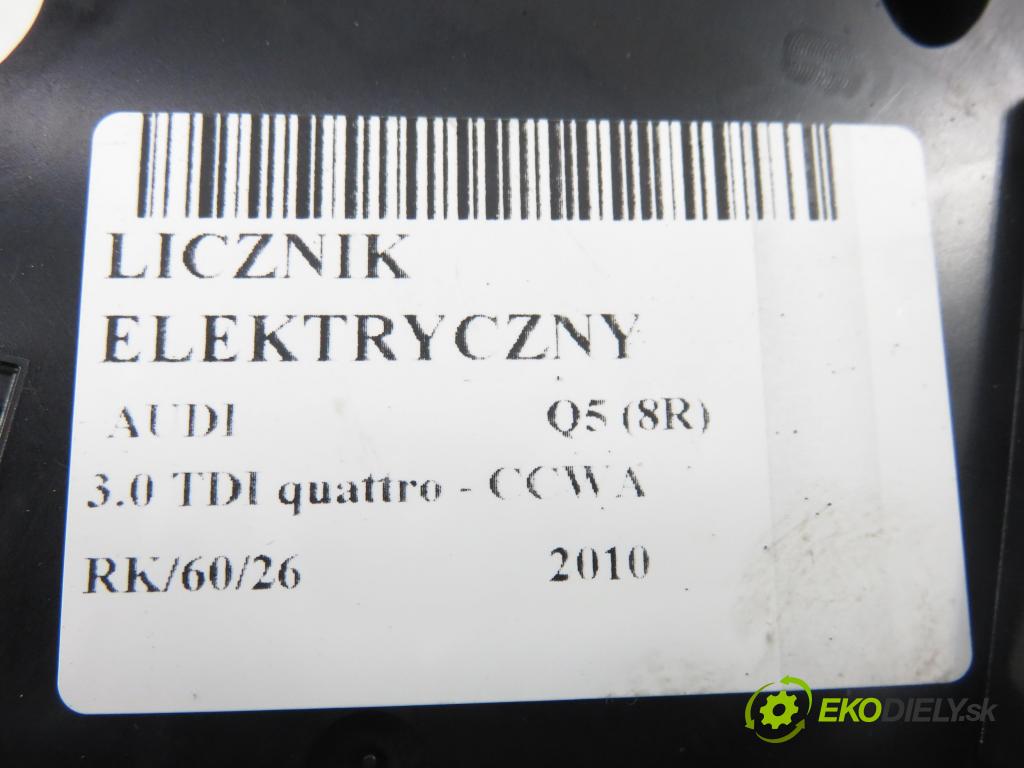 LICZNIK
ELEKTRYCZNY
AUDI Q5 (8R)
3.0 TDI quattro - CCWA
RK/60/26 2010
EKODIELY.sk